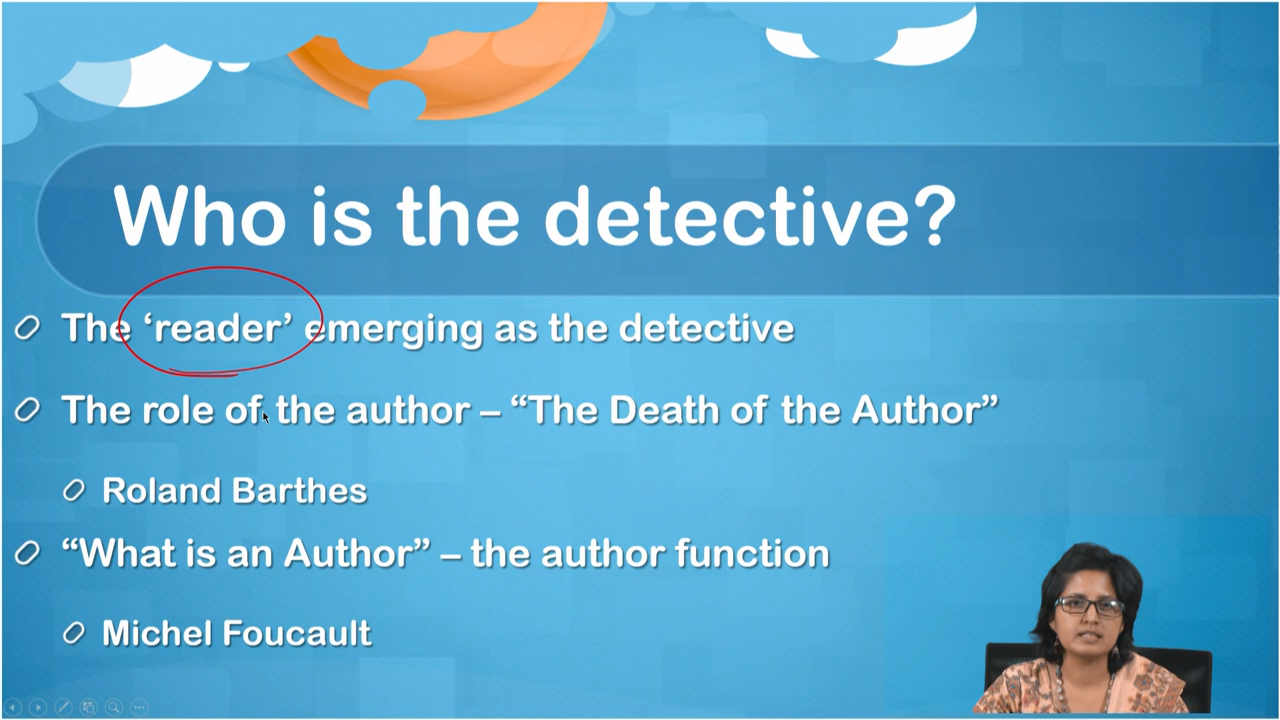 Who is the detective?
The ‘reader’ emerging as the detective
The role of the author – “The Death of the Author”
Roland Barthes
“What is an Author” – the author function
Michel Foucault